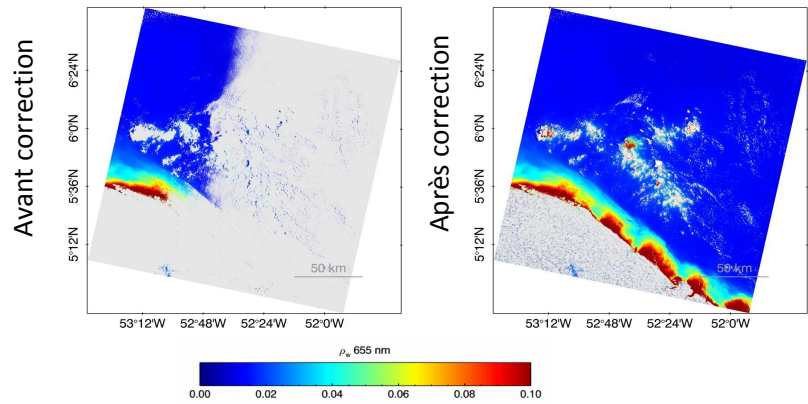 Avant correction
6°24'N
6°0'N
5°36'N
5°12'N
50 km
53°12'W 52°48'W 52°24'W 52°0'W
Après correction
6°24'N
6°0'N
5°36'N
5°12'N
50 km
53°12'W 52°48'W 52°24'W 52°0'W
ρw 655 nm
0.00 0.02 0.04 0.06 0.08 0.10